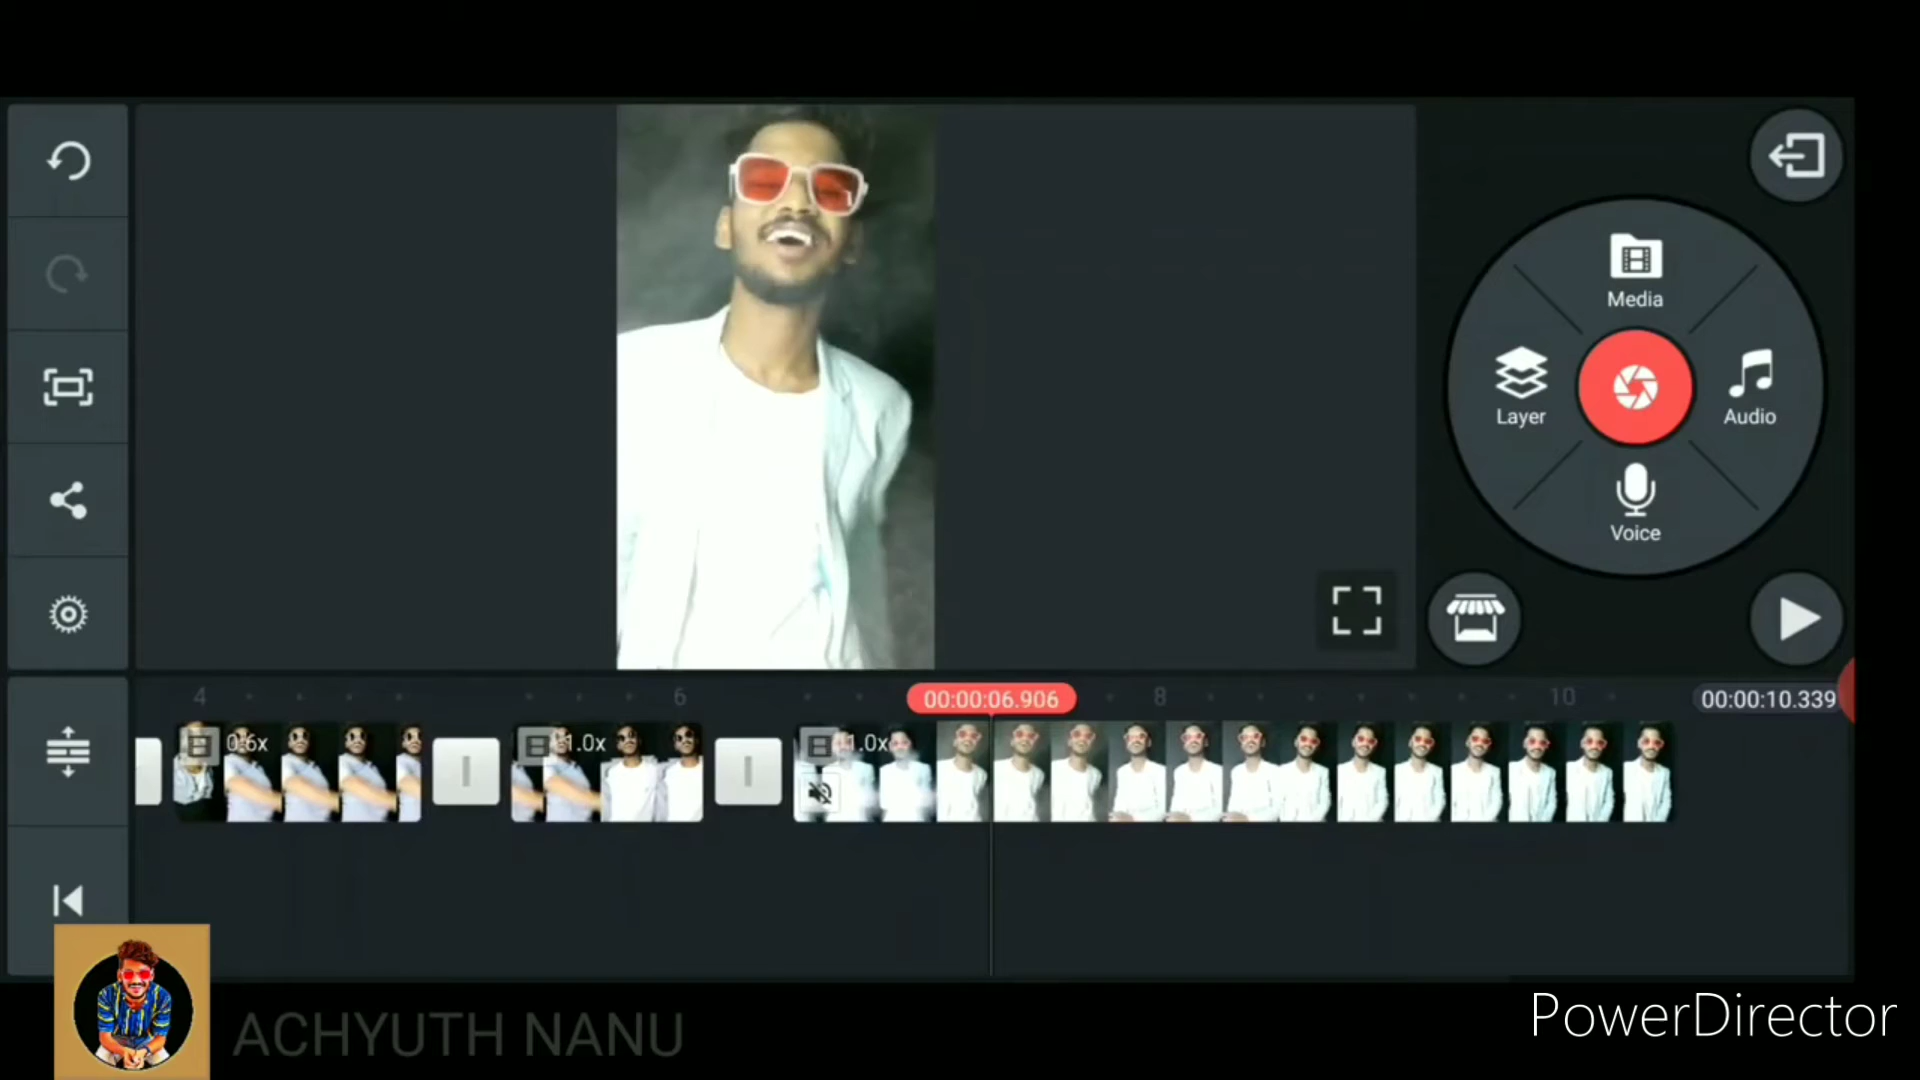 Media
Layer
Audio
Voice
4
6
00:00:06.906
8
10
00:00:10.339
0.6x
1.0x
1.0x
ACHYUTH NANU
PowerDirector